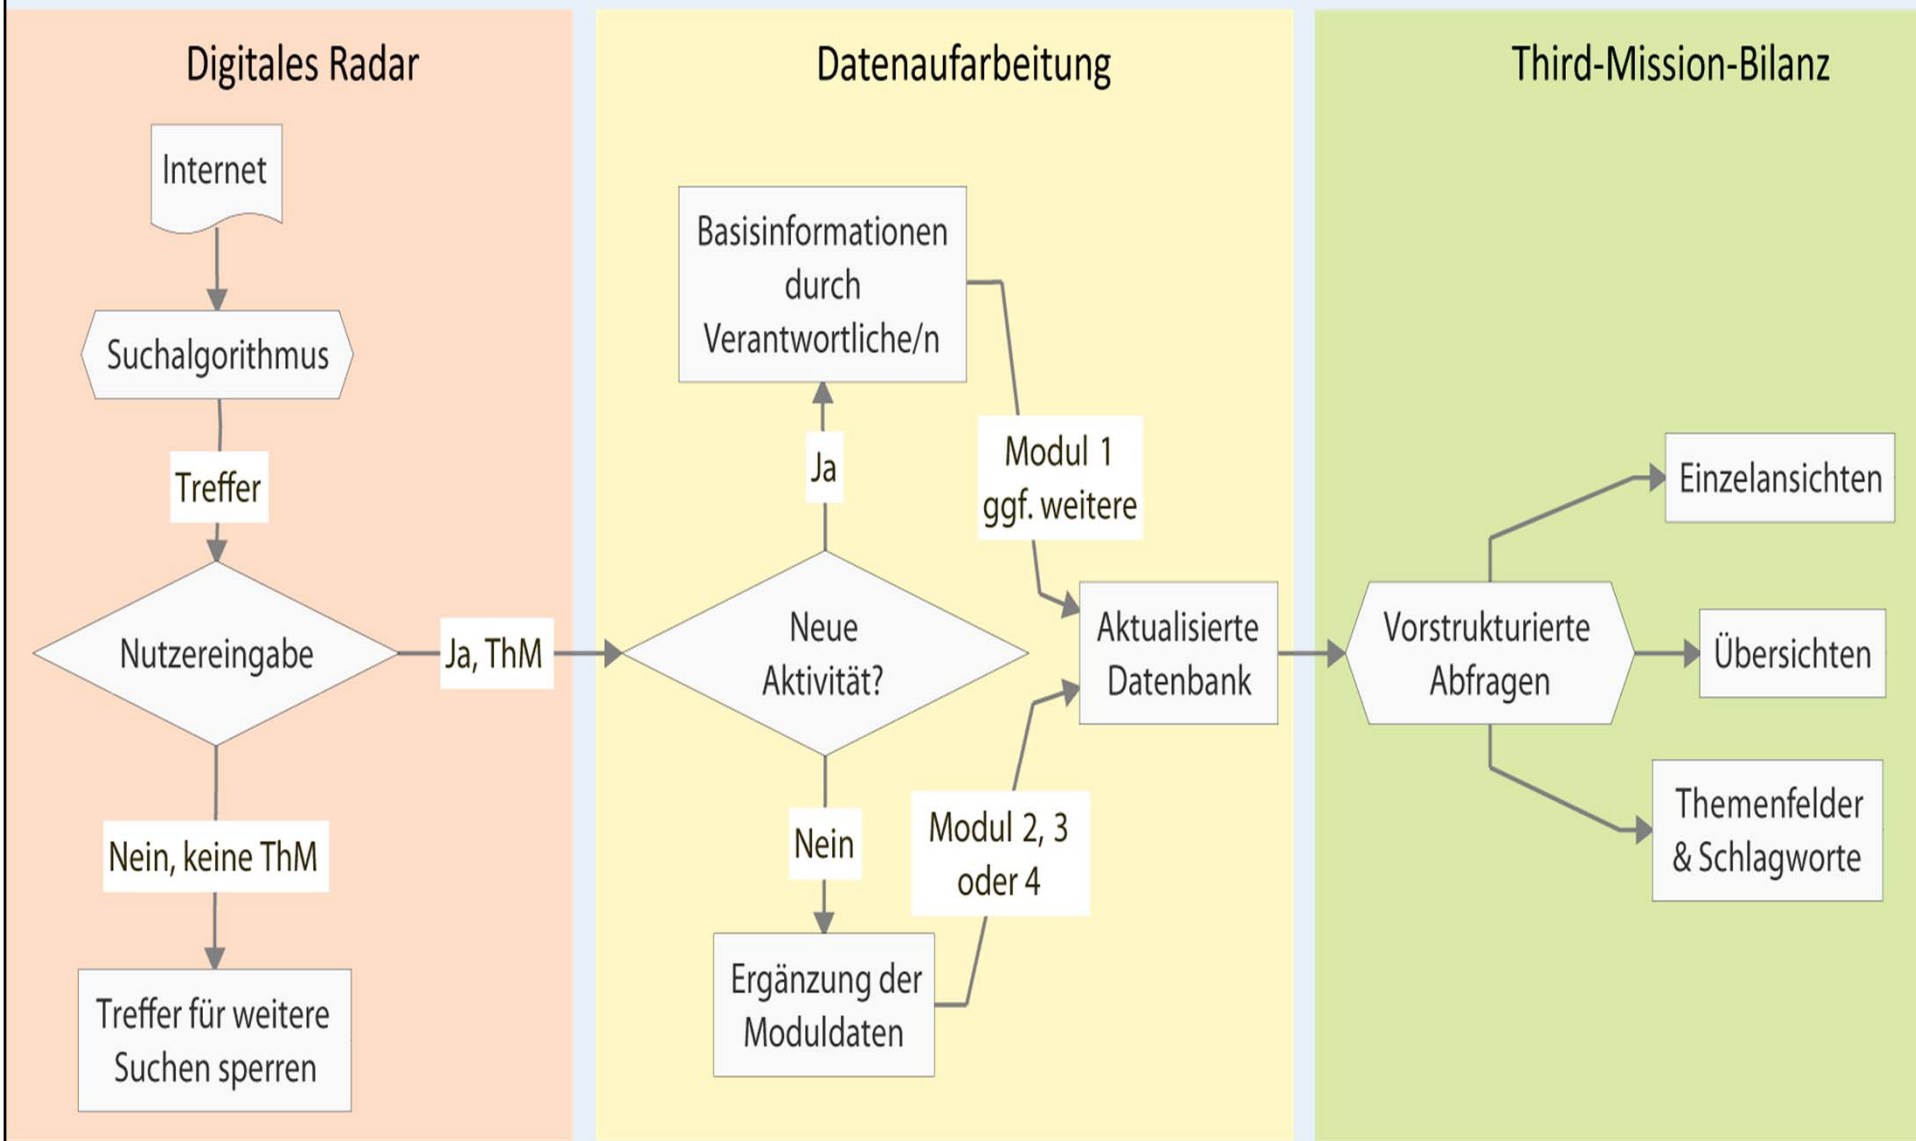 Digitales Radar
Internet
Suchalgorithmus
Treffer
Nutzereingabe
Ja, ThM
Nein, keine ThM
Treffer für weitere
Suchen sperren
Datenaufarbeitung
Basisinformationen
durch
Verantwortliche/n
Ja
Modul 1
ggf. weitere
Neue
Aktivität?
Aktualisierte
Datenbank
Nein
Modul 2, 3
oder 4
Ergänzung der
Moduldaten
Third-Mission-Bilanz
Vorstrukturierte
Abfragen
Einzelansichten
Übersichten
Themenfelder
& Schlagworte